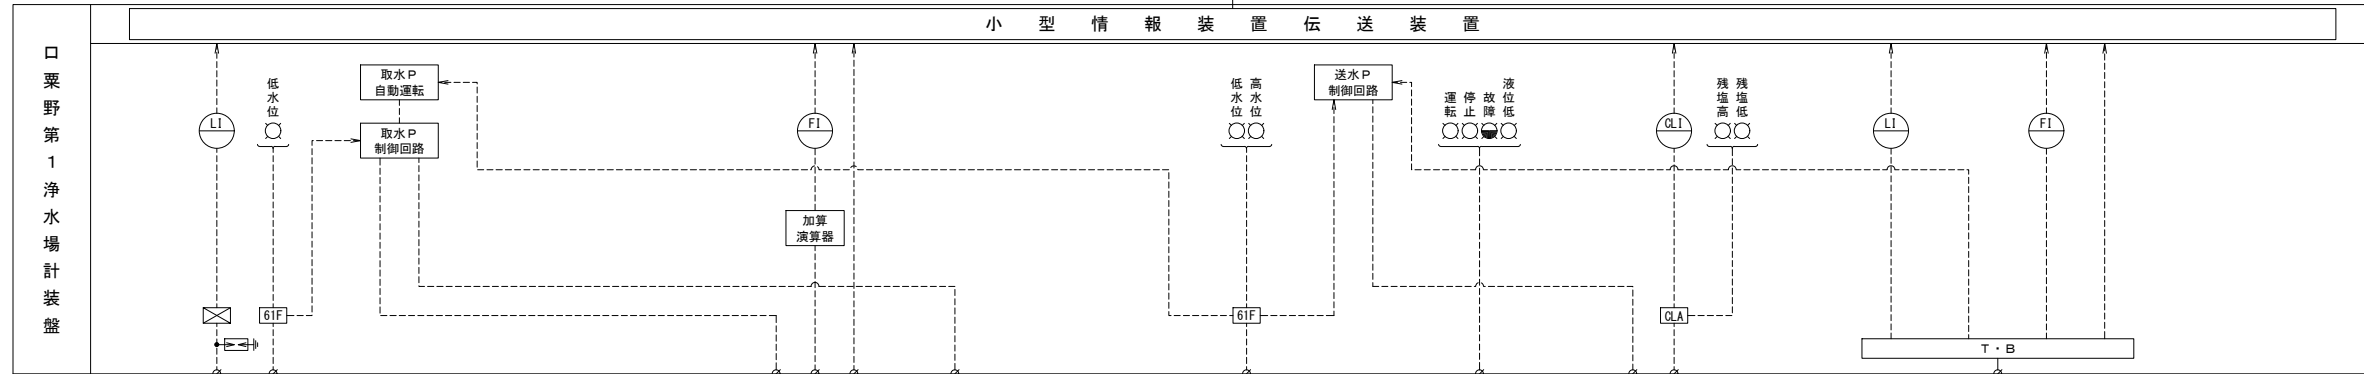 小型情報装置伝送装置
口粟野第1浄水場計装盤
LI
低水位
取水P
自動運転
取水P
制御回路
FI
加算
演算器
低水位
高水位
送水P
制御回路
運転
停止
故障
液位低
CLI
残塩高
残塩低
LI
FI
61F
61F
CLA
T・B